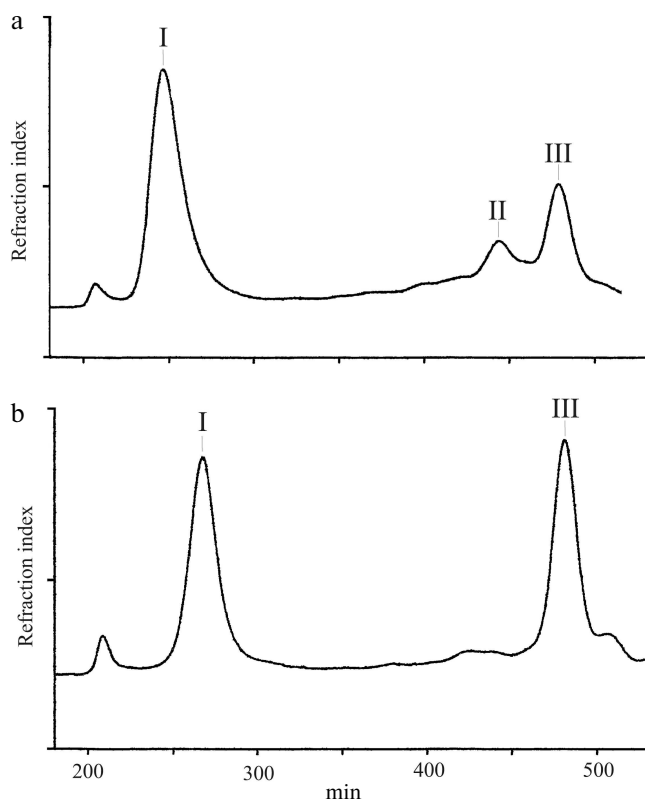 a
I
II
III
Refraction index
b
I
III
Refraction index
200 300 400 500
min